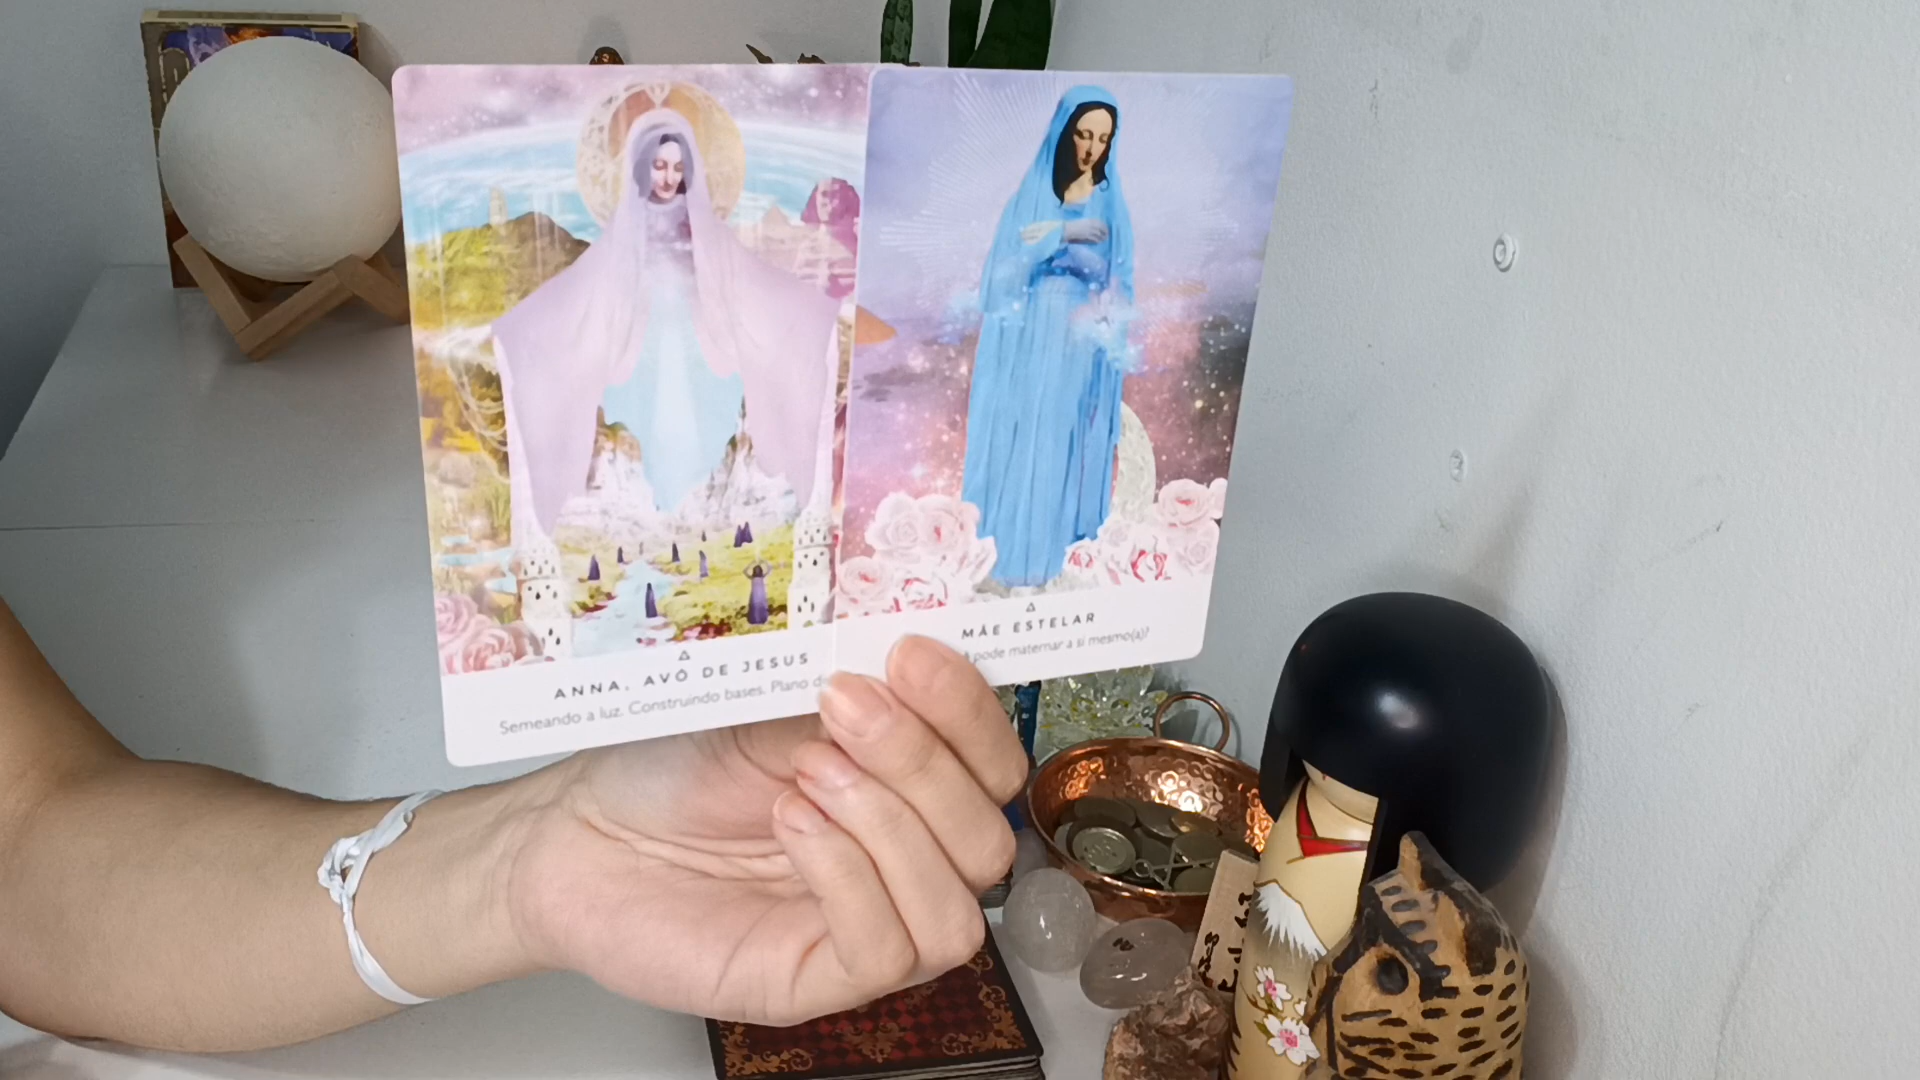 ANNA, AVÓ DE JESUS
Semeando a luz. Construindo bases. Plano
MÃE ESTELAR
pode maternar a si mesmo(a)?